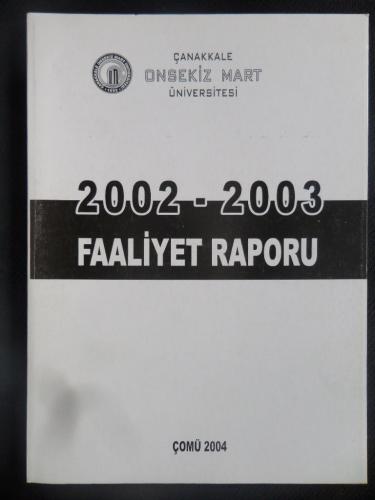 ÇANAKKALE
ONSEKİZ MART
ÜNİVERSİTESİ
2002 - 2003
FAALİYET RAPORU
ÇOMÜ 2004